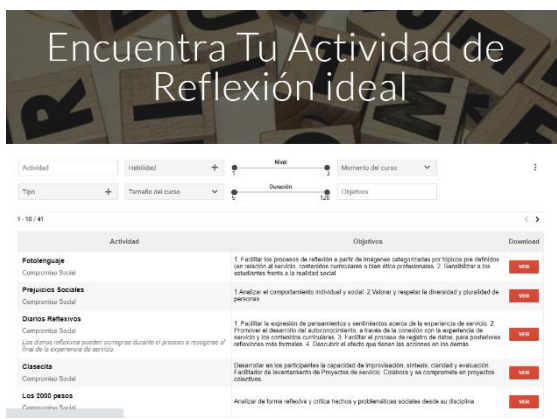 Encuentra Tu Actividad de
Reflexión ideal
Actividad
Habilidad +
Nivel
1 3
Momento del curso
Tipo +
Tamaño del curso
Duración
5 120
Objetivos
1 - 10 / 41
Actividad Objetivos Download
Fotolenguaje
Compromiso Social
1. Facilitar los procesos de reflexión a partir de imágenes categorizadas por tópicos pre definidos
(en relación al servicio, contenidos curriculares o bien ética profesionales. 2. Sensibilizar a los
estudiantes frente a la realidad social
VER
Prejuicios Sociales
Compromiso Social
1.Analizar el comportamiento individual y social. 2.Valorar y respetar la diversidad y pluralidad de
personas
VER
Diarios Reflexivos
Compromiso Social
Los diarios reflexivos pueden corregirse durante el proceso o recogerse al
final de la experiencia de servicio.
1. Facilitar la expresión de pensamientos y sentimientos acerca de la experiencia de servicio. 2.
Promover el desarrollo del autoconocimiento, a través de la conexión con la experiencia de
servicio y los contenidos curriculares. 3. Facilitar el proceso de registro de datos, para posteriores
reflexiones más formales. 4. Descubrir el efecto que tienen las acciones en los demás.
VER
Clasecita
Compromiso Social
Desarrollar en los participantes la capacidad de improvisación, síntesis, claridad y evaluación.
Facilitador de levantamiento de Proyectos de servicio. Colabora y se compromete en proyectos
colectivos.
VER
Los 2000 pesos
Compromiso Social
Analizar de forma reflexiva y crítica hechos y problemáticas sociales desde su disciplina.
VER